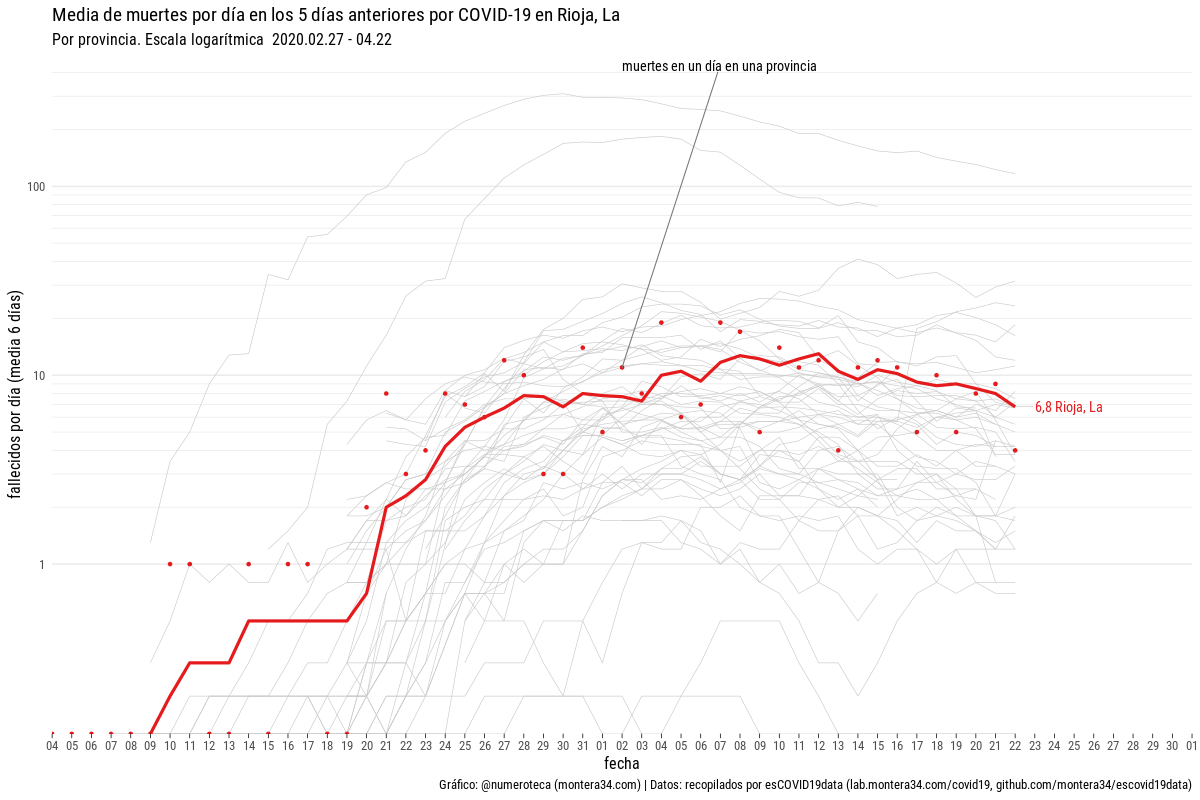 Media de muertes por día en los 5 días anteriores por COVID-19 en Rioja, La
Por provincia. Escala logarítmica  2020.02.27 - 04.22
muertes en un día en una provincia
100
10
1
fallecidos por día (media 6 días)
6,8 Rioja, La
04 05 06 07 08 09 10 11 12 13 14 15 16 17 18 19 20 21 22 23 24 25 26 27 28 29 30 31 01 02 03 04 05 06 07 08 09 10 11 12 13 14 15 16 17 18 19 20 21 22 23 24 25 26 27 28 29 30 01
fecha
Gráfico: @numeroteca (montera34.com) | Datos: recopilados por esCOVID19data (lab.montera34.com/covid19, github.com/montera34/escovid19data)